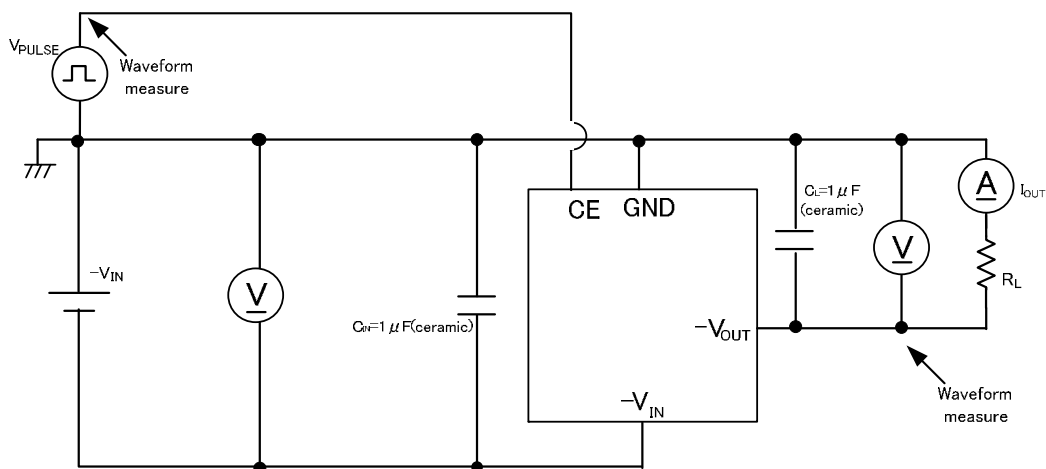 VPULSE
Waveform
measure
CE
GND
CL=1μF
(ceramic)
A
IOUT
V
RL
-VIN
V
CIN=1μF(ceramic)
-VOUT
-VIN
Waveform
measure